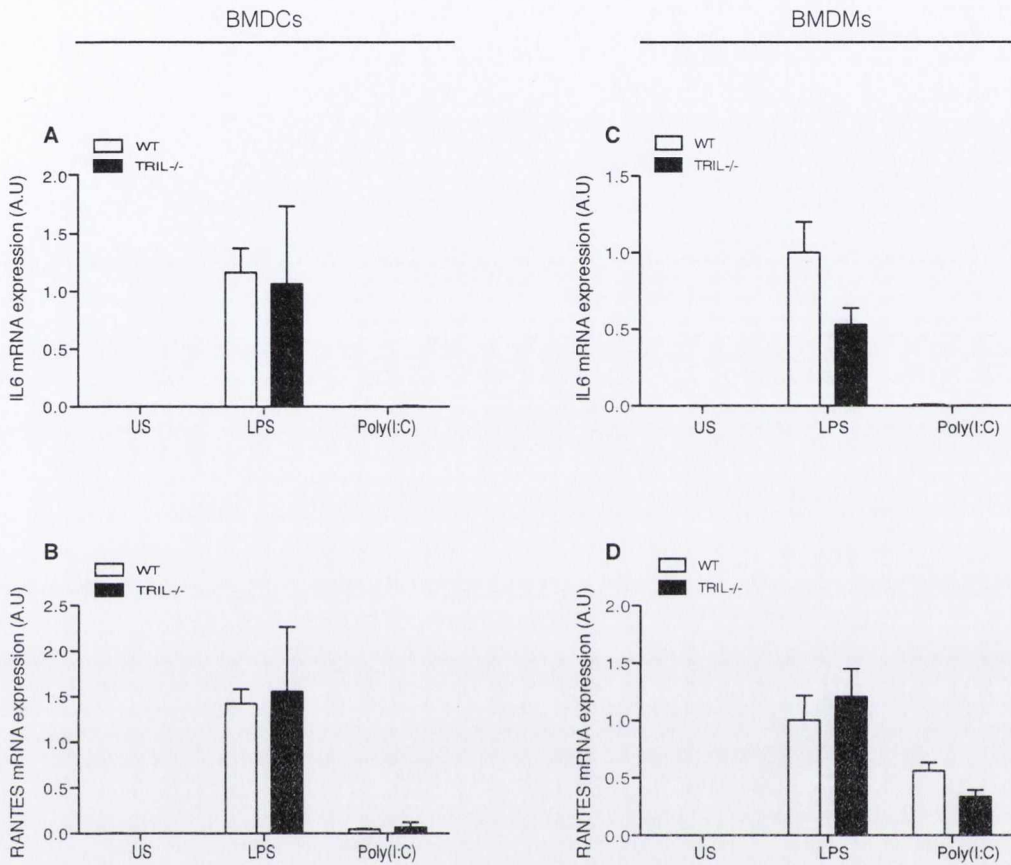 BMDCs
BMDMs
A
WT
TRIL-/-
IL6 mRNA expression (A.U)
2.0
1.5
1.0
0.5
0.0
US
LPS
Poly(I:C)
C
WT
TRIL-/-
IL6 mRNA expression (A.U)
1.5
1.0
0.5
0.0
US
LPS
Poly(I:C)
B
WT
TRIL-/-
RANTES mRNA expression (A.U)
2.5
2.0
1.5
1.0
0.5
0.0
US
LPS
Poly(I:C)
D
WT
TRIL-/-
RANTES mRNA expression (A.U)
2.0
1.5
1.0
0.5
0.0
US
LPS
Poly(I:C)